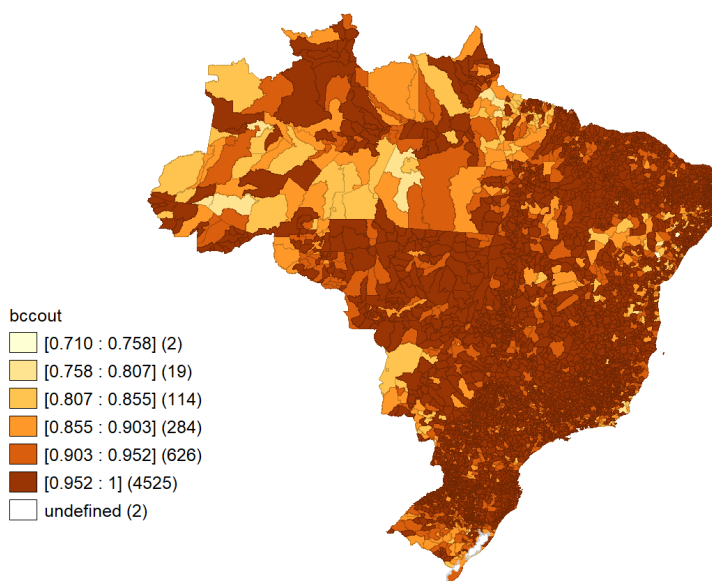 bccout
[0.710 : 0.758] (2)
[0.758 : 0.807] (19)
[0.807 : 0.855] (114)
[0.855 : 0.903] (284)
[0.903 : 0.952] (626)
[0.952 : 1] (4525)
undefined (2)